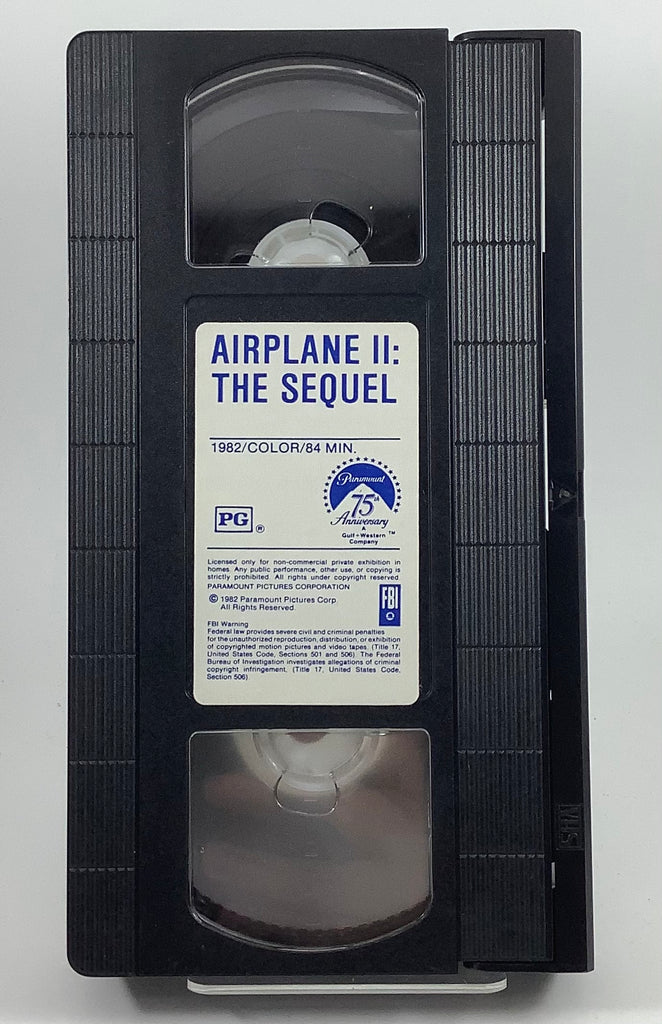 AIRPLANE II:
THE SEQUEL
1982/COLOR/84 MIN.
Paramount
75th
Anniversary
A
Gulf+Western ™
Company
PG ®
Licensed only for non-commercial private exhibition in
homes. Any public performance, other use, or copying is
strictly prohibited. All rights under copyright reserved.
PARAMOUNT PICTURES CORPORATION
© 1982 Paramount Pictures Corp.
All Rights Reserved.
FBI
FBI Warning
Federal law provides severe civil and criminal penalties
for the unauthorized reproduction, distribution, or exhibition
of copyrighted motion pictures and video tapes. (Title 17,
United States Code, Sections 501 and 506). The Federal
Bureau of Investigation investigates allegations of criminal
copyright infringement. (Title 17, United States Code,
Section 506).
VHS